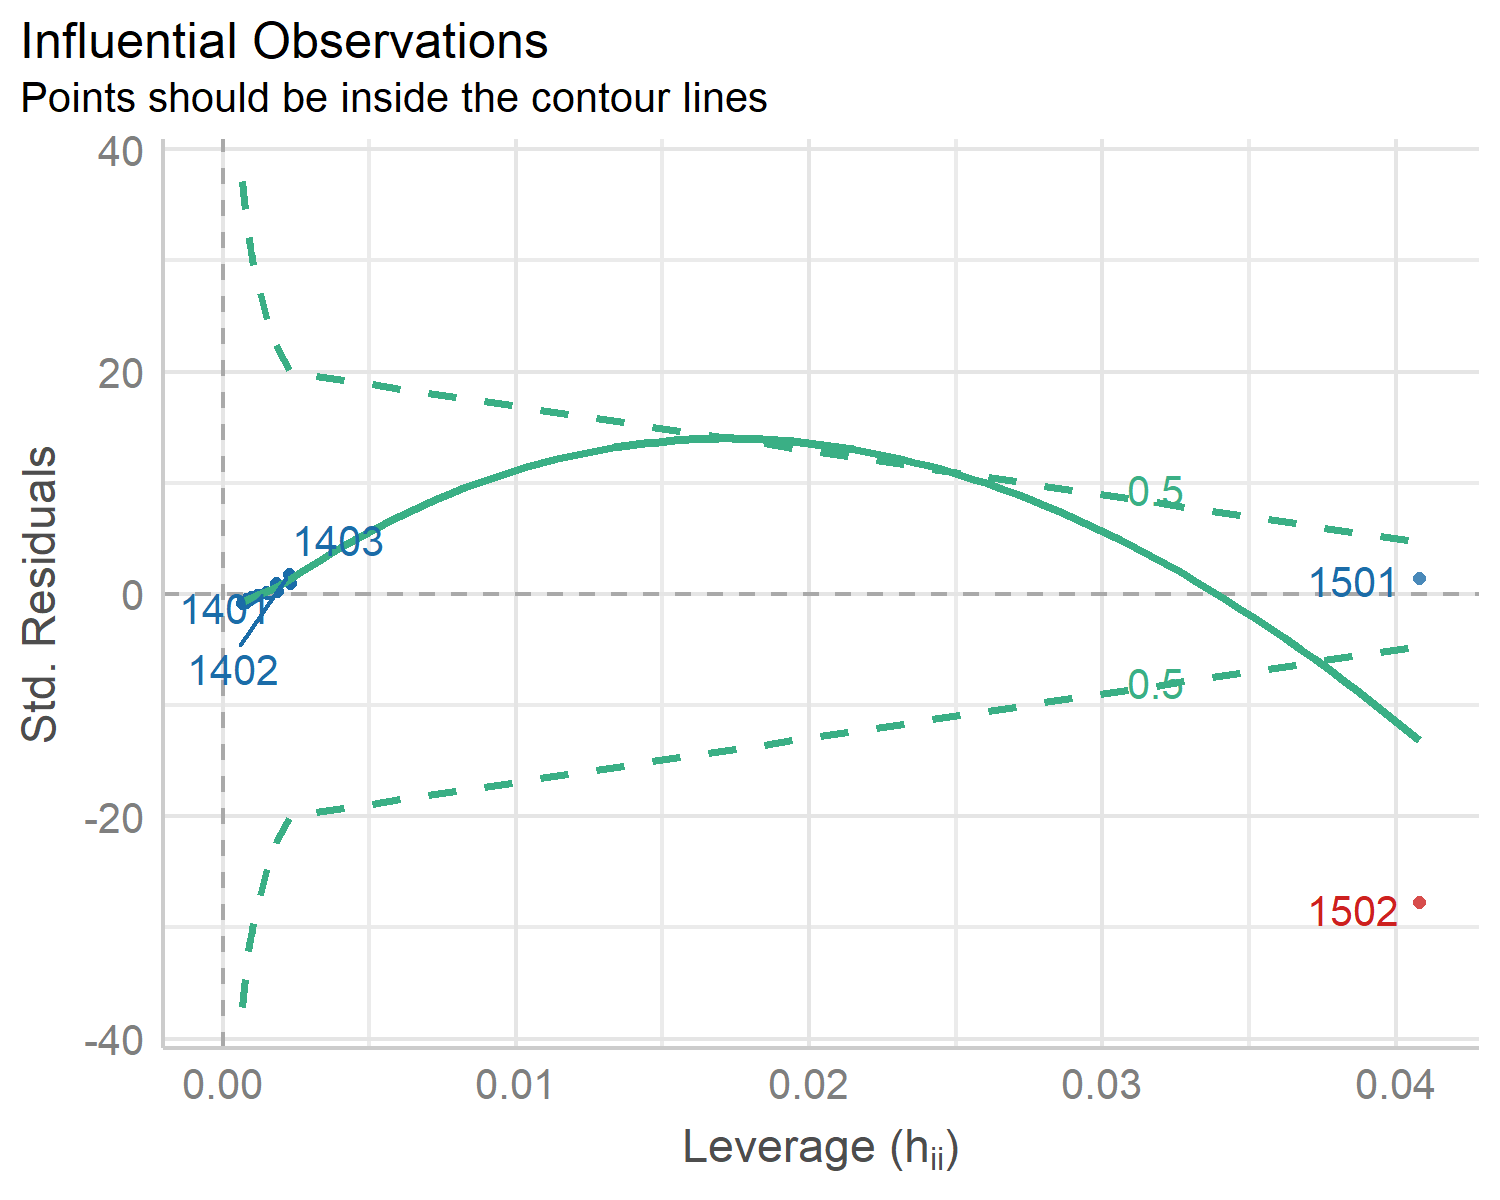 Influential Observations
Points should be inside the contour lines
40
20
0
-20
-40
Std. Residuals
1403
1401
1402
0.5
0.5
1501
1502
0.00 0.01 0.02 0.03 0.04
Leverage (hii)